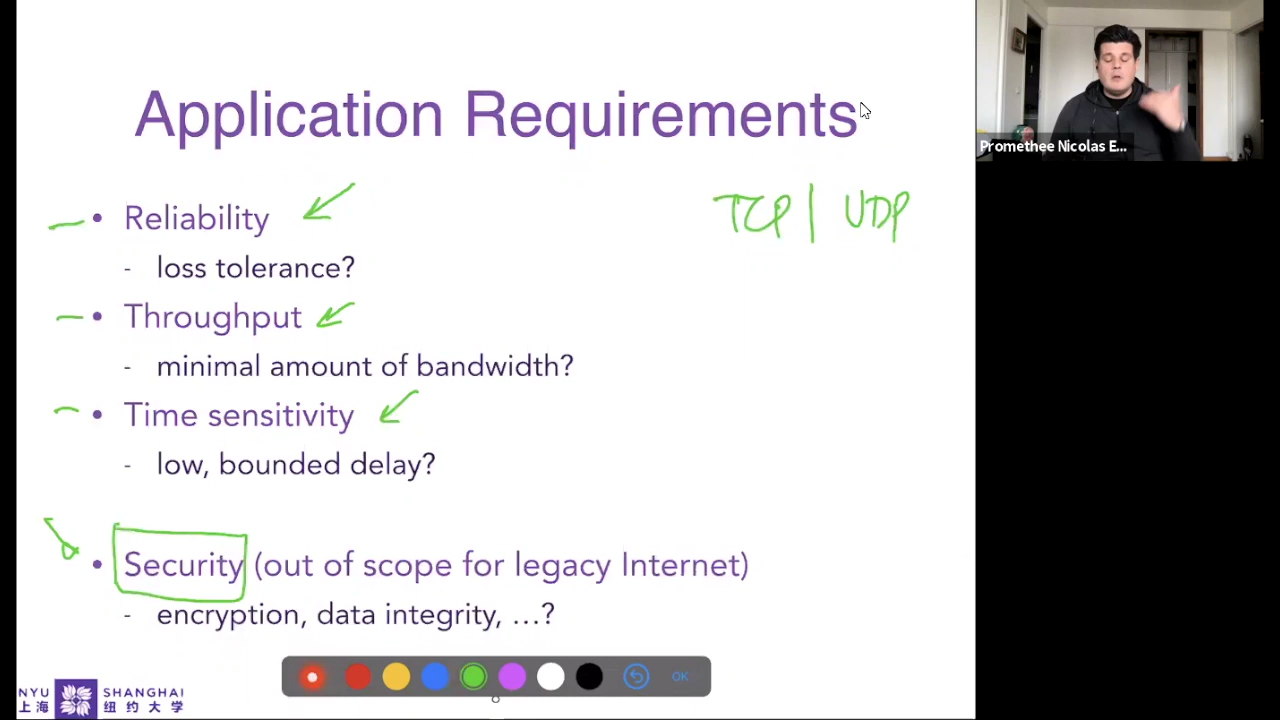 Application Requirements
Promethee Nicolas E...
TCP | UDP
• Reliability
- loss tolerance?
• Throughput
- minimal amount of bandwidth?
• Time sensitivity
- low, bounded delay?
• Security (out of scope for legacy Internet)
- encryption, data integrity, …?
OK
NYU SHANGHAI
上海 纽约大学